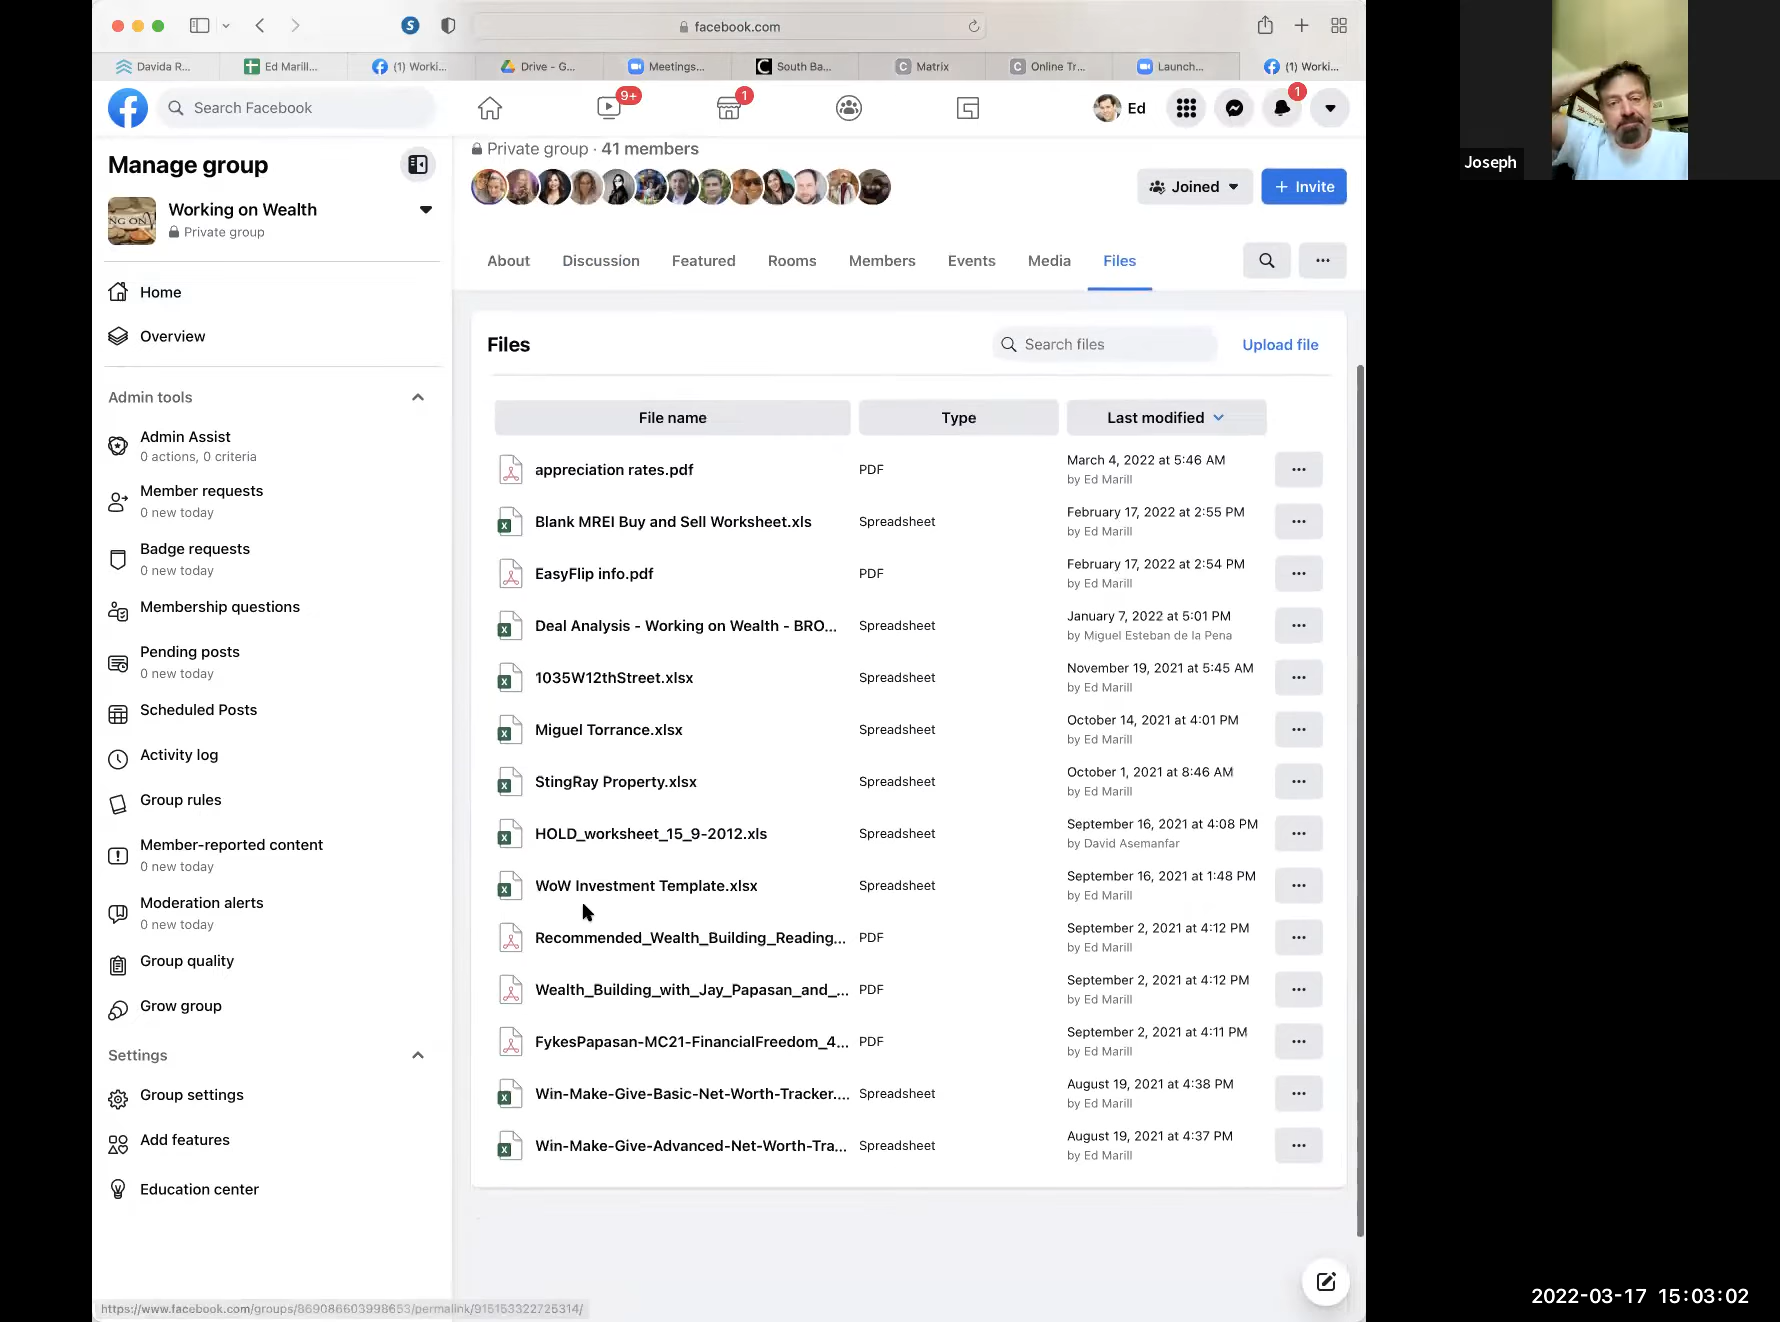 facebook.com
Davida R...
Ed Marill...
(1) Worki...
Drive - G...
Meetings...
South Ba...
Matrix
Online Tr...
Launch...
(1) Worki...
Search Facebook
9+
1
Ed
1
Manage group
Working on Wealth
Private group
Home
Overview
Admin tools
Admin Assist
0 actions, 0 criteria
Member requests
0 new today
Badge requests
0 new today
Membership questions
Pending posts
0 new today
Scheduled Posts
Activity log
Group rules
Member-reported content
0 new today
Moderation alerts
0 new today
Group quality
Grow group
Settings
Group settings
Add features
Education center
https://www.facebook.com/groups/869086603998653/permalink/915153322725314/
Private group · 41 members
Joined
+ Invite
About Discussion Featured Rooms Members Events Media Files
Files
Search files
Upload file
File name Type Last modified
appreciation rates.pdf PDF March 4, 2022 at 5:46 AM
by Ed Marill
Blank MREI Buy and Sell Worksheet.xls Spreadsheet February 17, 2022 at 2:55 PM
by Ed Marill
EasyFlip info.pdf PDF February 17, 2022 at 2:54 PM
by Ed Marill
Deal Analysis - Working on Wealth - BRO... Spreadsheet January 7, 2022 at 5:01 PM
by Miguel Esteban de la Pena
1035W12thStreet.xlsx Spreadsheet November 19, 2021 at 5:45 AM
by Ed Marill
Miguel Torrance.xlsx Spreadsheet October 14, 2021 at 4:01 PM
by Ed Marill
StingRay Property.xlsx Spreadsheet October 1, 2021 at 8:46 AM
by Ed Marill
HOLD_worksheet_15_9-2012.xls Spreadsheet September 16, 2021 at 4:08 PM
by David Asemanfar
WoW Investment Template.xlsx Spreadsheet September 16, 2021 at 1:48 PM
by Ed Marill
Recommended_Wealth_Building_Reading... PDF September 2, 2021 at 4:12 PM
by Ed Marill
Wealth_Building_with_Jay_Papasan_and_... PDF September 2, 2021 at 4:12 PM
by Ed Marill
FykesPapasan-MC21-FinancialFreedom_4... PDF September 2, 2021 at 4:11 PM
by Ed Marill
Win-Make-Give-Basic-Net-Worth-Tracker.... Spreadsheet August 19, 2021 at 4:38 PM
by Ed Marill
Win-Make-Give-Advanced-Net-Worth-Tra... Spreadsheet August 19, 2021 at 4:37 PM
by Ed Marill
Joseph
2022-03-17 15:03:02